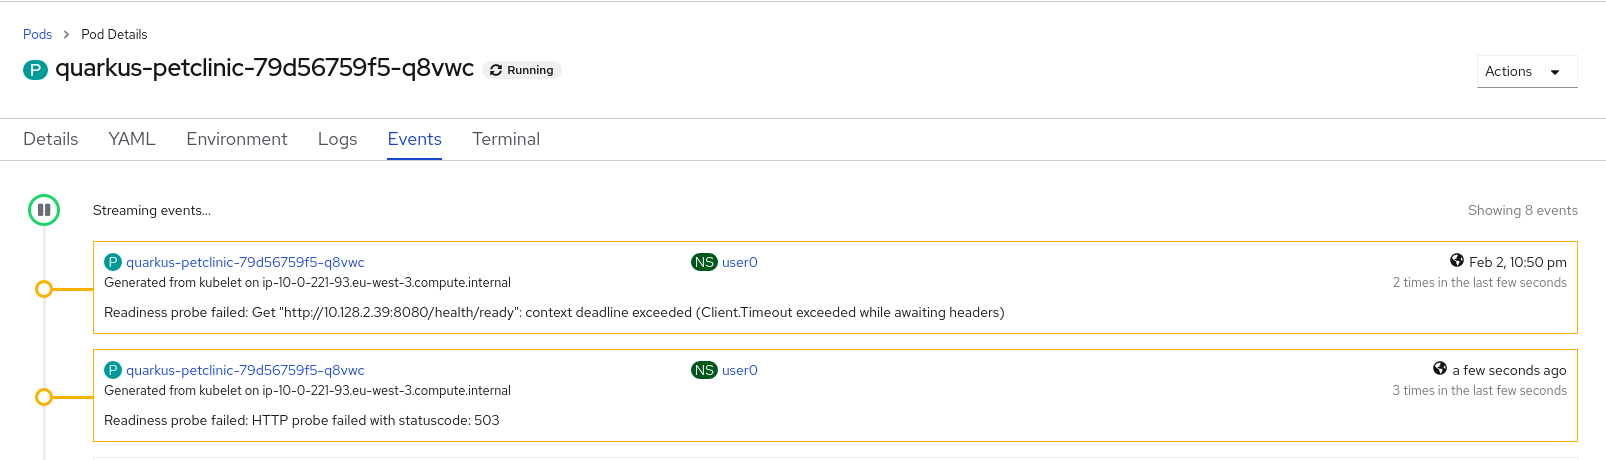 Pods > Pod Details
P quarkus-petclinic-79d56759f5-q8vwc Running
Actions
Details YAML Environment Logs Events Terminal
Streaming events... Showing 8 events
P quarkus-petclinic-79d56759f5-q8vwc NS user0 Feb 2, 10:50 pm
Generated from kubelet on ip-10-0-221-93.eu-west-3.compute.internal 2 times in the last few seconds
Readiness probe failed: Get "http://10.128.2.39:8080/health/ready": context deadline exceeded (Client.Timeout exceeded while awaiting headers)
P quarkus-petclinic-79d56759f5-q8vwc NS user0 a few seconds ago
Generated from kubelet on ip-10-0-221-93.eu-west-3.compute.internal 3 times in the last few seconds
Readiness probe failed: HTTP probe failed with statuscode: 503